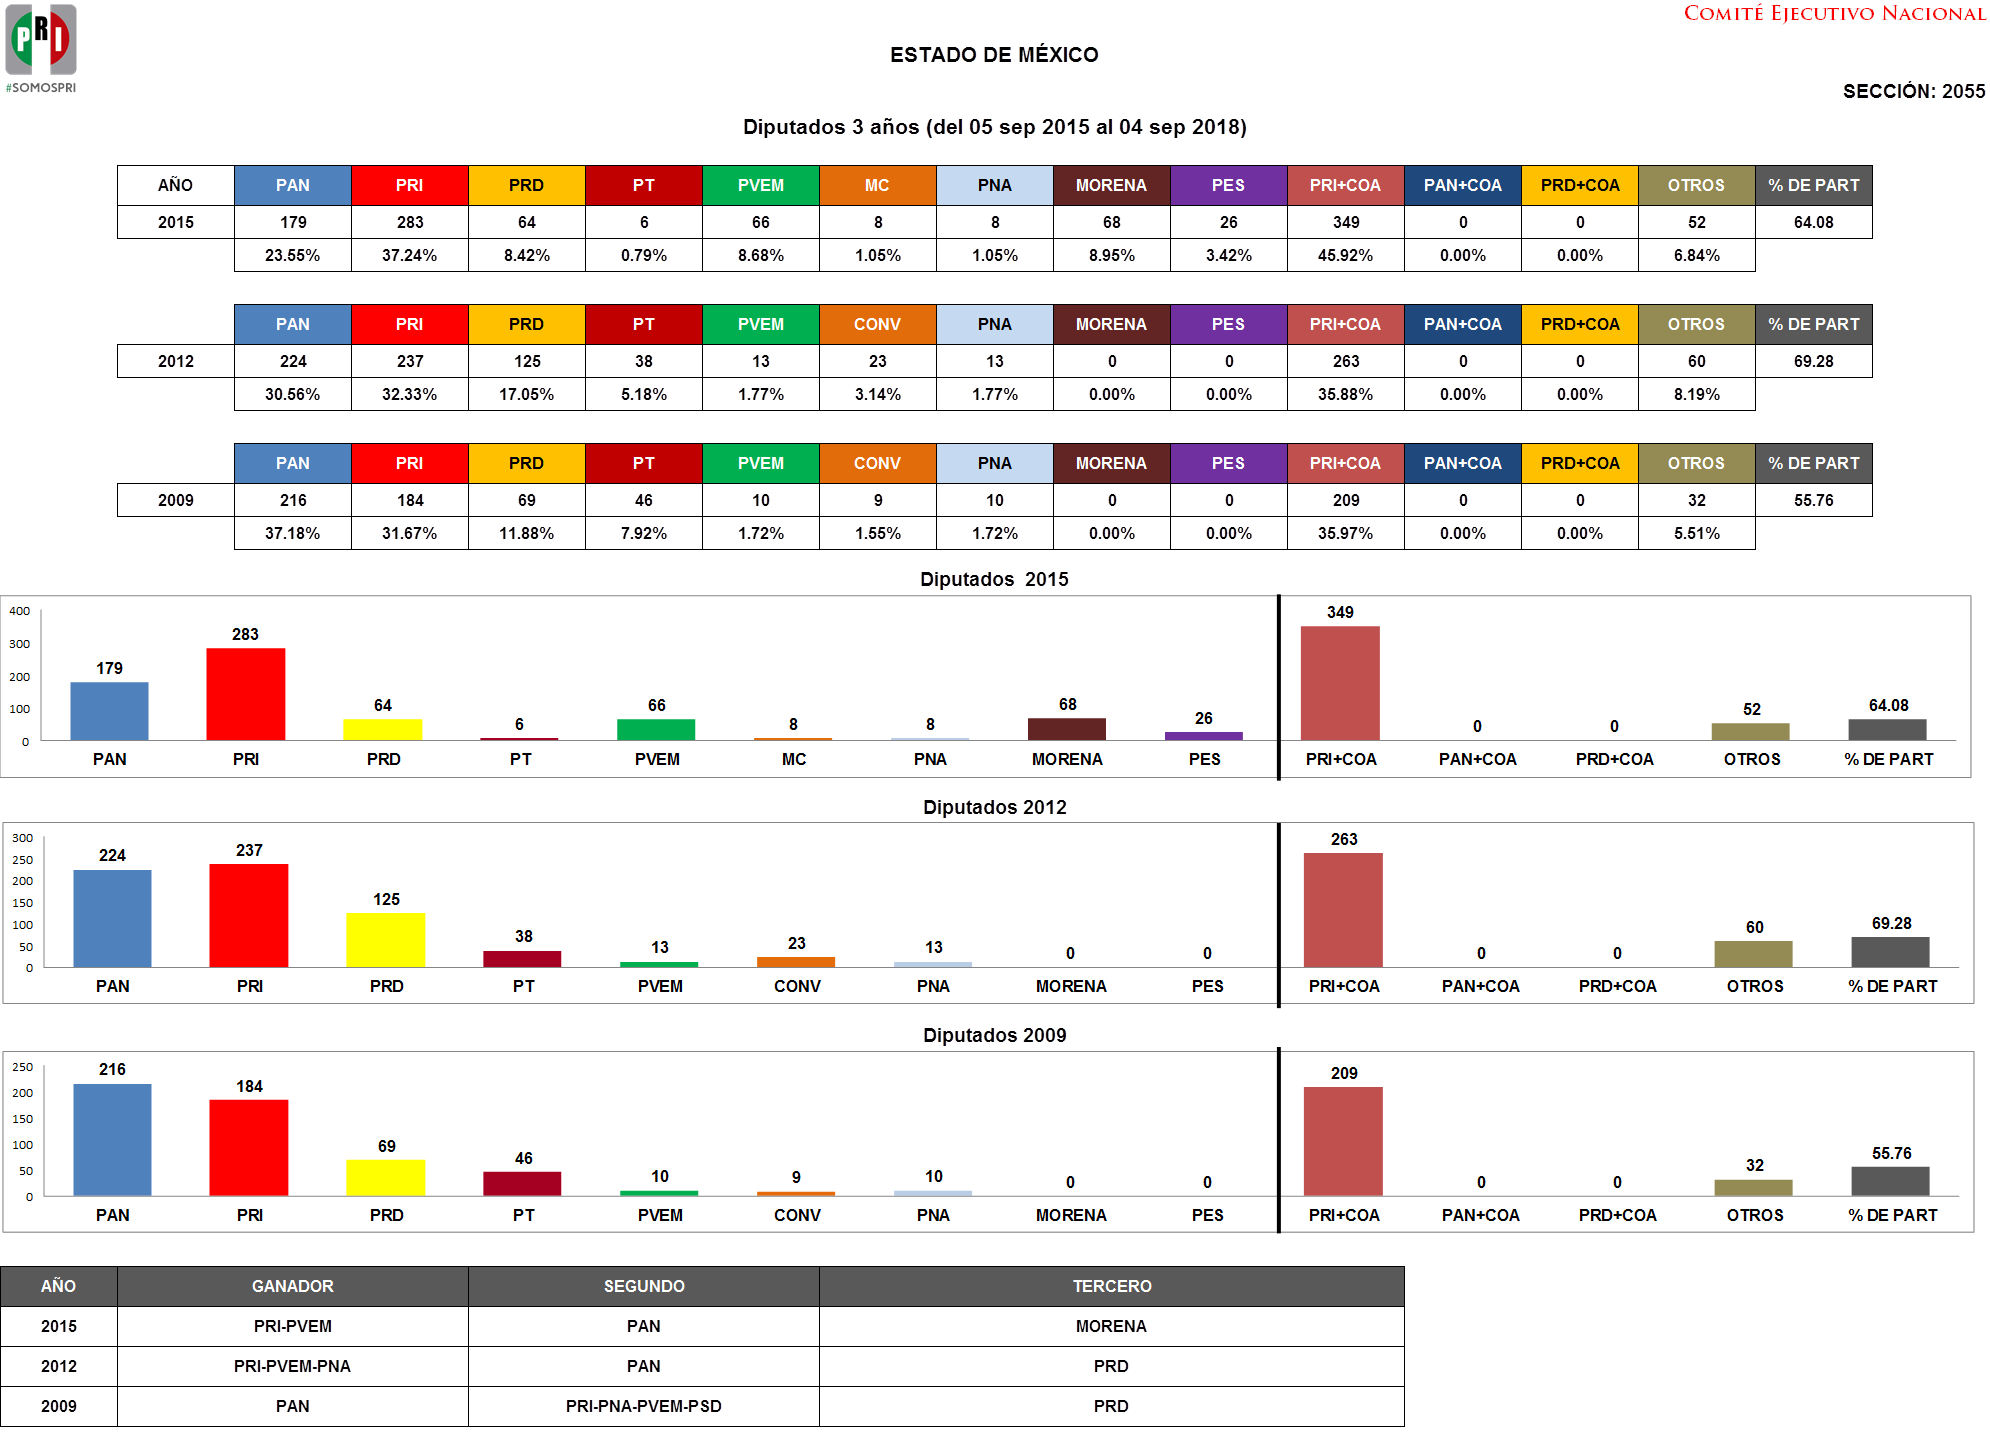 PRI
#SOMOSPRI
COMITÉ EJECUTIVO NACIONAL
ESTADO DE MÉXICO
SECCIÓN: 2055
Diputados 3 años (del 05 sep 2015 al 04 sep 2018)
AÑO PAN PRI PRD PT PVEM MC PNA MORENA PES PRI+COA PAN+COA PRD+COA OTROS % DE PART
2015 179 283 64 6 66 8 8 68 26 349 0 0 52 64.08
23.55% 37.24% 8.42% 0.79% 8.68% 1.05% 1.05% 8.95% 3.42% 45.92% 0.00% 0.00% 6.84%
PAN PRI PRD PT PVEM CONV PNA MORENA PES PRI+COA PAN+COA PRD+COA OTROS % DE PART
2012 224 237 125 38 13 23 13 0 0 263 0 0 60 69.28
30.56% 32.33% 17.05% 5.18% 1.77% 3.14% 1.77% 0.00% 0.00% 35.88% 0.00% 0.00% 8.19%
PAN PRI PRD PT PVEM CONV PNA MORENA PES PRI+COA PAN+COA PRD+COA OTROS % DE PART
2009 216 184 69 46 10 9 10 0 0 209 0 0 32 55.76
37.18% 31.67% 11.88% 7.92% 1.72% 1.55% 1.72% 0.00% 0.00% 35.97% 0.00% 0.00% 5.51%
Diputados 2015
400
300
200
100
0
179 283 64 6 66 8 8 68 26 349 0 0 52 64.08
PAN PRI PRD PT PVEM MC PNA MORENA PES PRI+COA PAN+COA PRD+COA OTROS % DE PART
Diputados 2012
300
250
200
150
100
50
0
224 237 125 38 13 23 13 0 0 263 0 0 60 69.28
PAN PRI PRD PT PVEM CONV PNA MORENA PES PRI+COA PAN+COA PRD+COA OTROS % DE PART
Diputados 2009
250
200
150
100
50
0
216 184 69 46 10 9 10 0 0 209 0 0 32 55.76
PAN PRI PRD PT PVEM CONV PNA MORENA PES PRI+COA PAN+COA PRD+COA OTROS % DE PART
AÑO GANADOR SEGUNDO TERCERO
2015 PRI-PVEM PAN MORENA
2012 PRI-PVEM-PNA PAN PRD
2009 PAN PRI-PNA-PVEM-PSD PRD